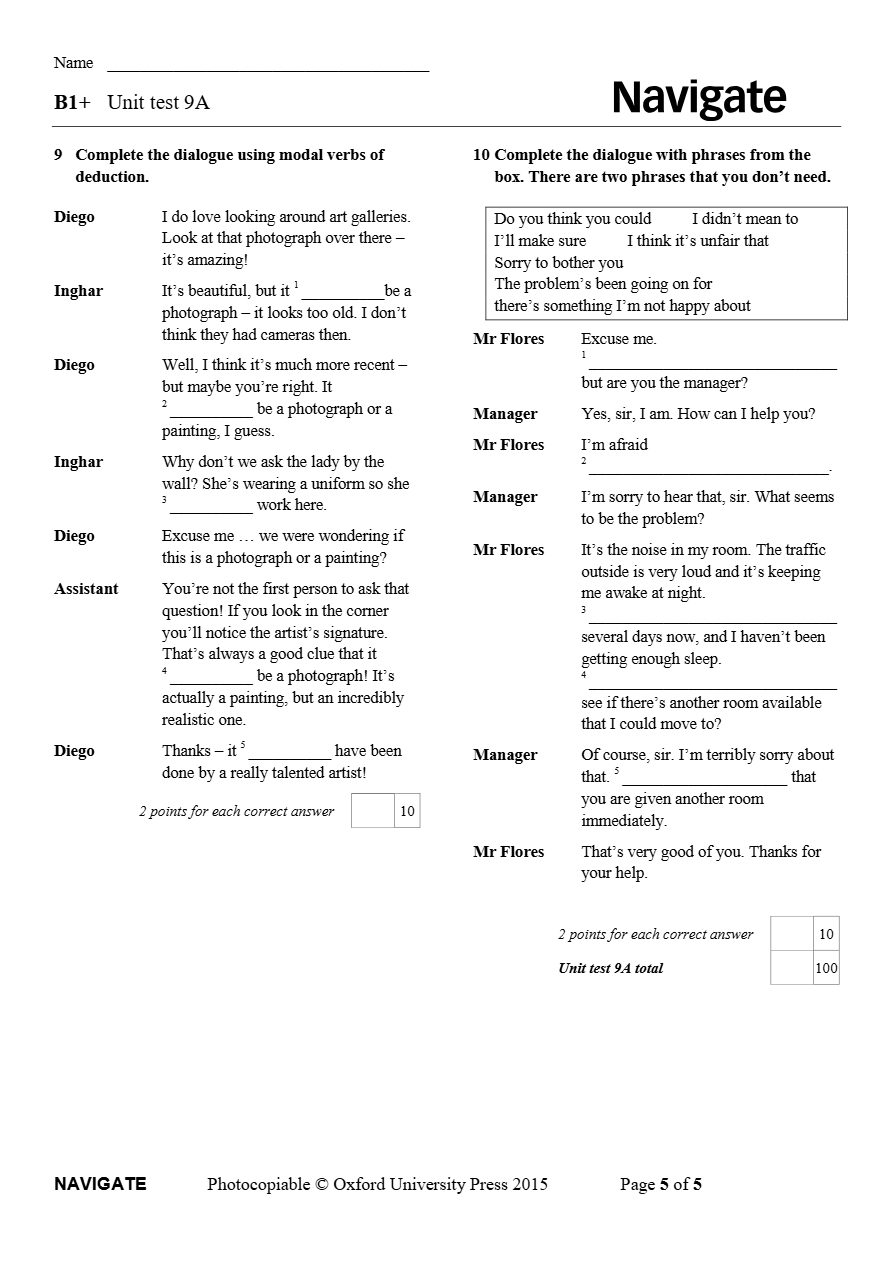 Name ______________________________________
B1+ Unit test 9A
Navigate
9 Complete the dialogue using modal verbs of
deduction.
Diego I do love looking around art galleries.
Look at that photograph over there –
it’s amazing!
Inghar It’s beautiful, but it 1 __________be a
photograph – it looks too old. I don’t
think they had cameras then.
Diego Well, I think it’s much more recent –
but maybe you’re right. It
2 __________ be a photograph or a
painting, I guess.
Inghar Why don’t we ask the lady by the
wall? She’s wearing a uniform so she
3 __________ work here.
Diego Excuse me … we were wondering if
this is a photograph or a painting?
Assistant You’re not the first person to ask that
question! If you look in the corner
you’ll notice the artist’s signature.
That’s always a good clue that it
4 __________ be a photograph! It’s
actually a painting, but an incredibly
realistic one.
Diego Thanks – it 5 __________ have been
done by a really talented artist!
2 points for each correct answer 10
10 Complete the dialogue with phrases from the
box. There are two phrases that you don’t need.
Do you think you could I didn’t mean to
I’ll make sure I think it’s unfair that
Sorry to bother you
The problem’s been going on for
there’s something I’m not happy about
Mr Flores Excuse me.
1 ______________________________
but are you the manager?
Manager Yes, sir, I am. How can I help you?
Mr Flores I’m afraid
2 _____________________________.
Manager I’m sorry to hear that, sir. What seems
to be the problem?
Mr Flores It’s the noise in my room. The traffic
outside is very loud and it’s keeping
me awake at night.
3 ______________________________
several days now, and I haven’t been
getting enough sleep.
4 ______________________________
see if there’s another room available
that I could move to?
Manager Of course, sir. I’m terribly sorry about
that. 5 ____________________ that
you are given another room
immediately.
Mr Flores That’s very good of you. Thanks for
your help.
2 points for each correct answer 10
Unit test 9A total 100
NAVIGATE Photocopiable © Oxford University Press 2015 Page 5 of 5